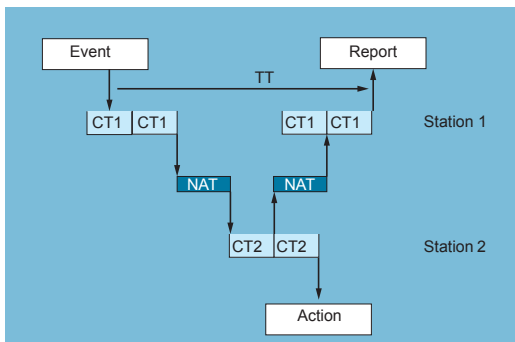 Event
Report
TT
CT1 CT1
CT1 CT1
Station 1
NAT
NAT
CT2 CT2
Station 2
Action